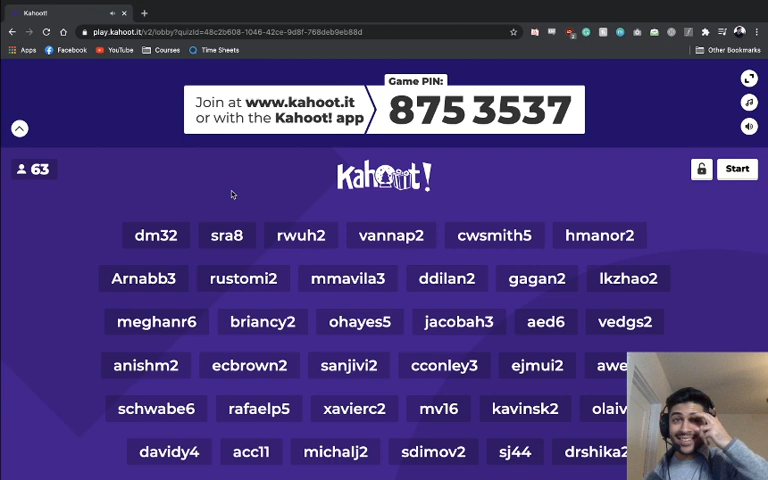 Kahoot!
play.kahoot.it/v2/lobby?quizId=48c2b608-1046-42ce-9d8f-768deb9eb88d
Apps Facebook YouTube Courses Time Sheets Other Bookmarks
Game PIN:
Join at www.kahoot.it
or with the Kahoot! app
875 3537
63
Kahoot!
Start
dm32 sra8 rwuh2 vannap2 cwsmith5 hmanor2
Arnabb3 rustomi2 mmavila3 ddilan2 gagan2 lkzhao2
meghanr6 briancy2 ohayes5 jacobah3 aed6 vedgs2
anishm2 ecbrown2 sanjivi2 cconley3 ejmui2 awe
schwabe6 rafaelp5 xavierc2 mv16 kavinsk2 olaiv
davidy4 acc11 michalj2 sdimov2 sj44 drshika2